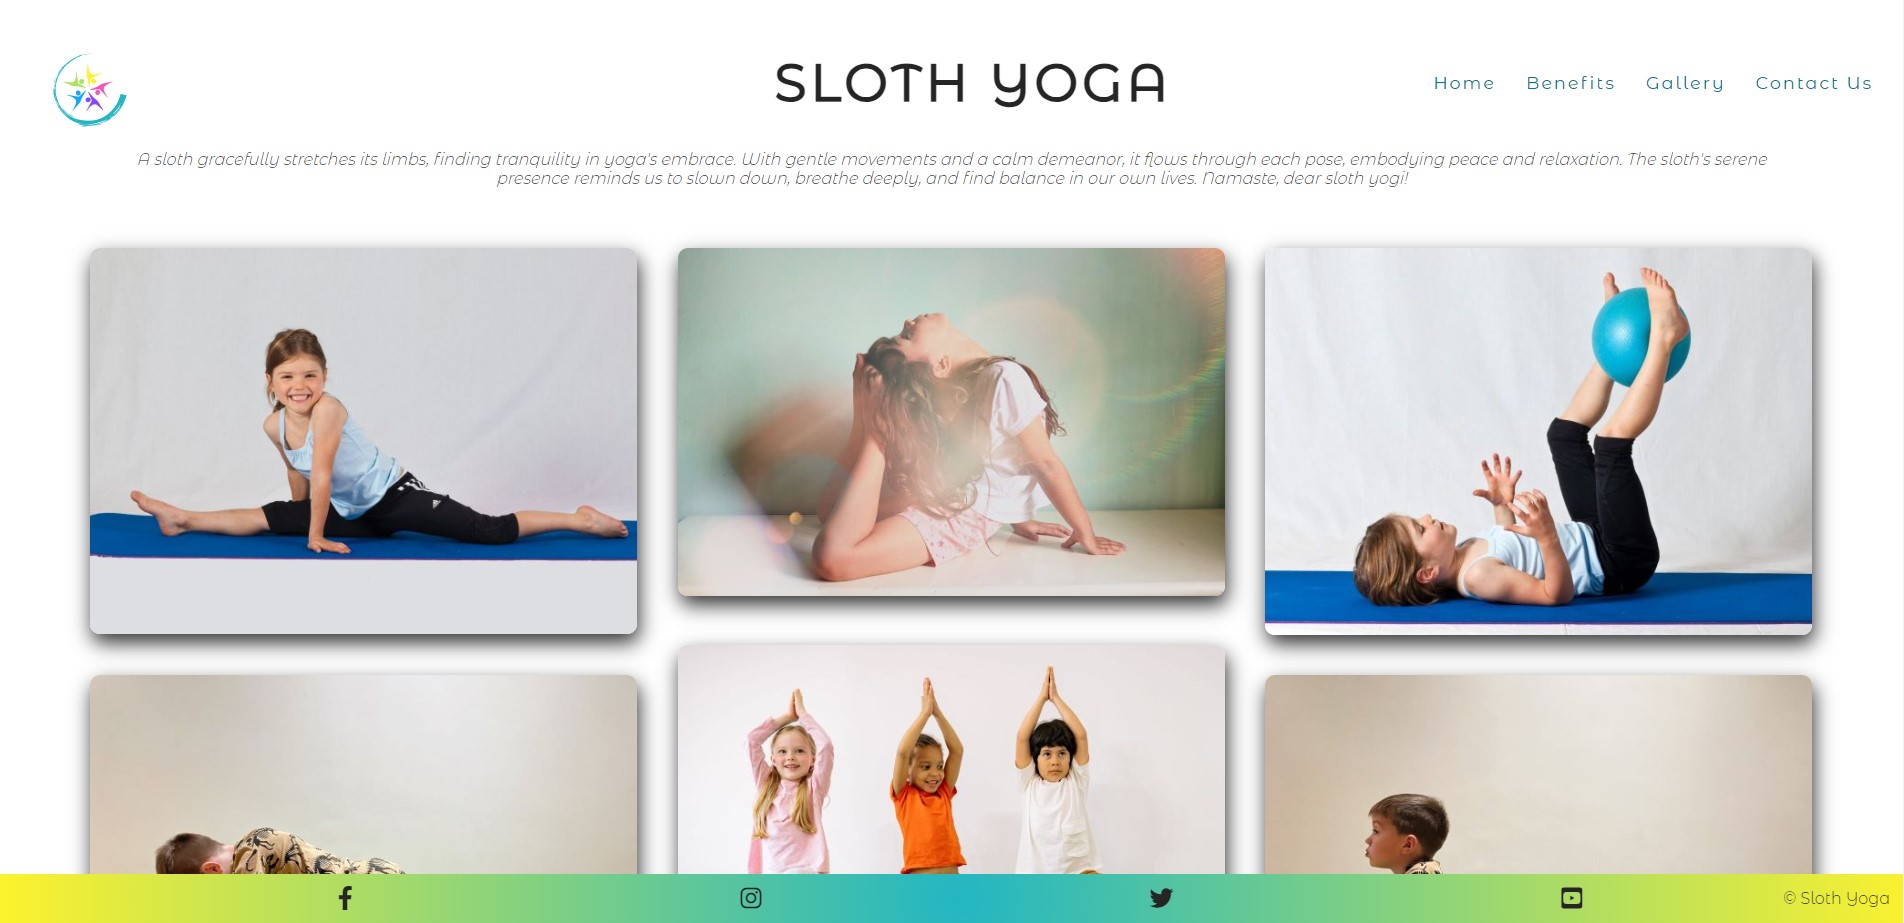 SLOTH YOGA
Home Benefits Gallery Contact Us
A sloth gracefully stretches its limbs, finding tranquility in yoga's embrace. With gentle movements and a calm demeanor, it flows through each pose, embodying peace and relaxation. The sloth's serene
presence reminds us to slown down, breathe deeply, and find balance in our own lives. Namaste, dear sloth yogi!
© Sloth Yoga